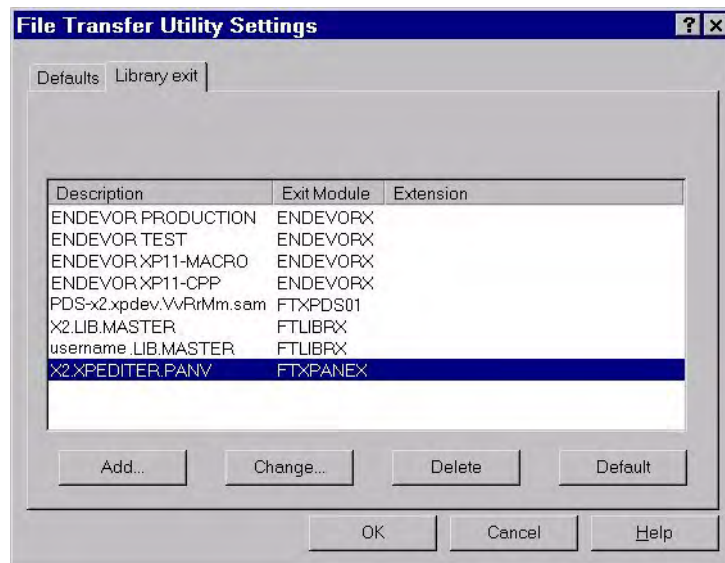 File Transfer Utility Settings
Defaults Library exit
Description Exit Module Extension
ENDEVOR PRODUCTION ENDEVORX
ENDEVOR TEST ENDEVORX
ENDEVOR XP11-MACRO ENDEVORX
ENDEVOR XP11-CPP ENDEVORX
PDS-x2.xpdev.VvRrMm.sam FTXPDS01
X2.LIB.MASTER FTLIBRX
username.LIB.MASTER FTLIBRX
X2.XPEDITER.PANV FTXPANEX
Add... Change... Delete Default
OK Cancel Help